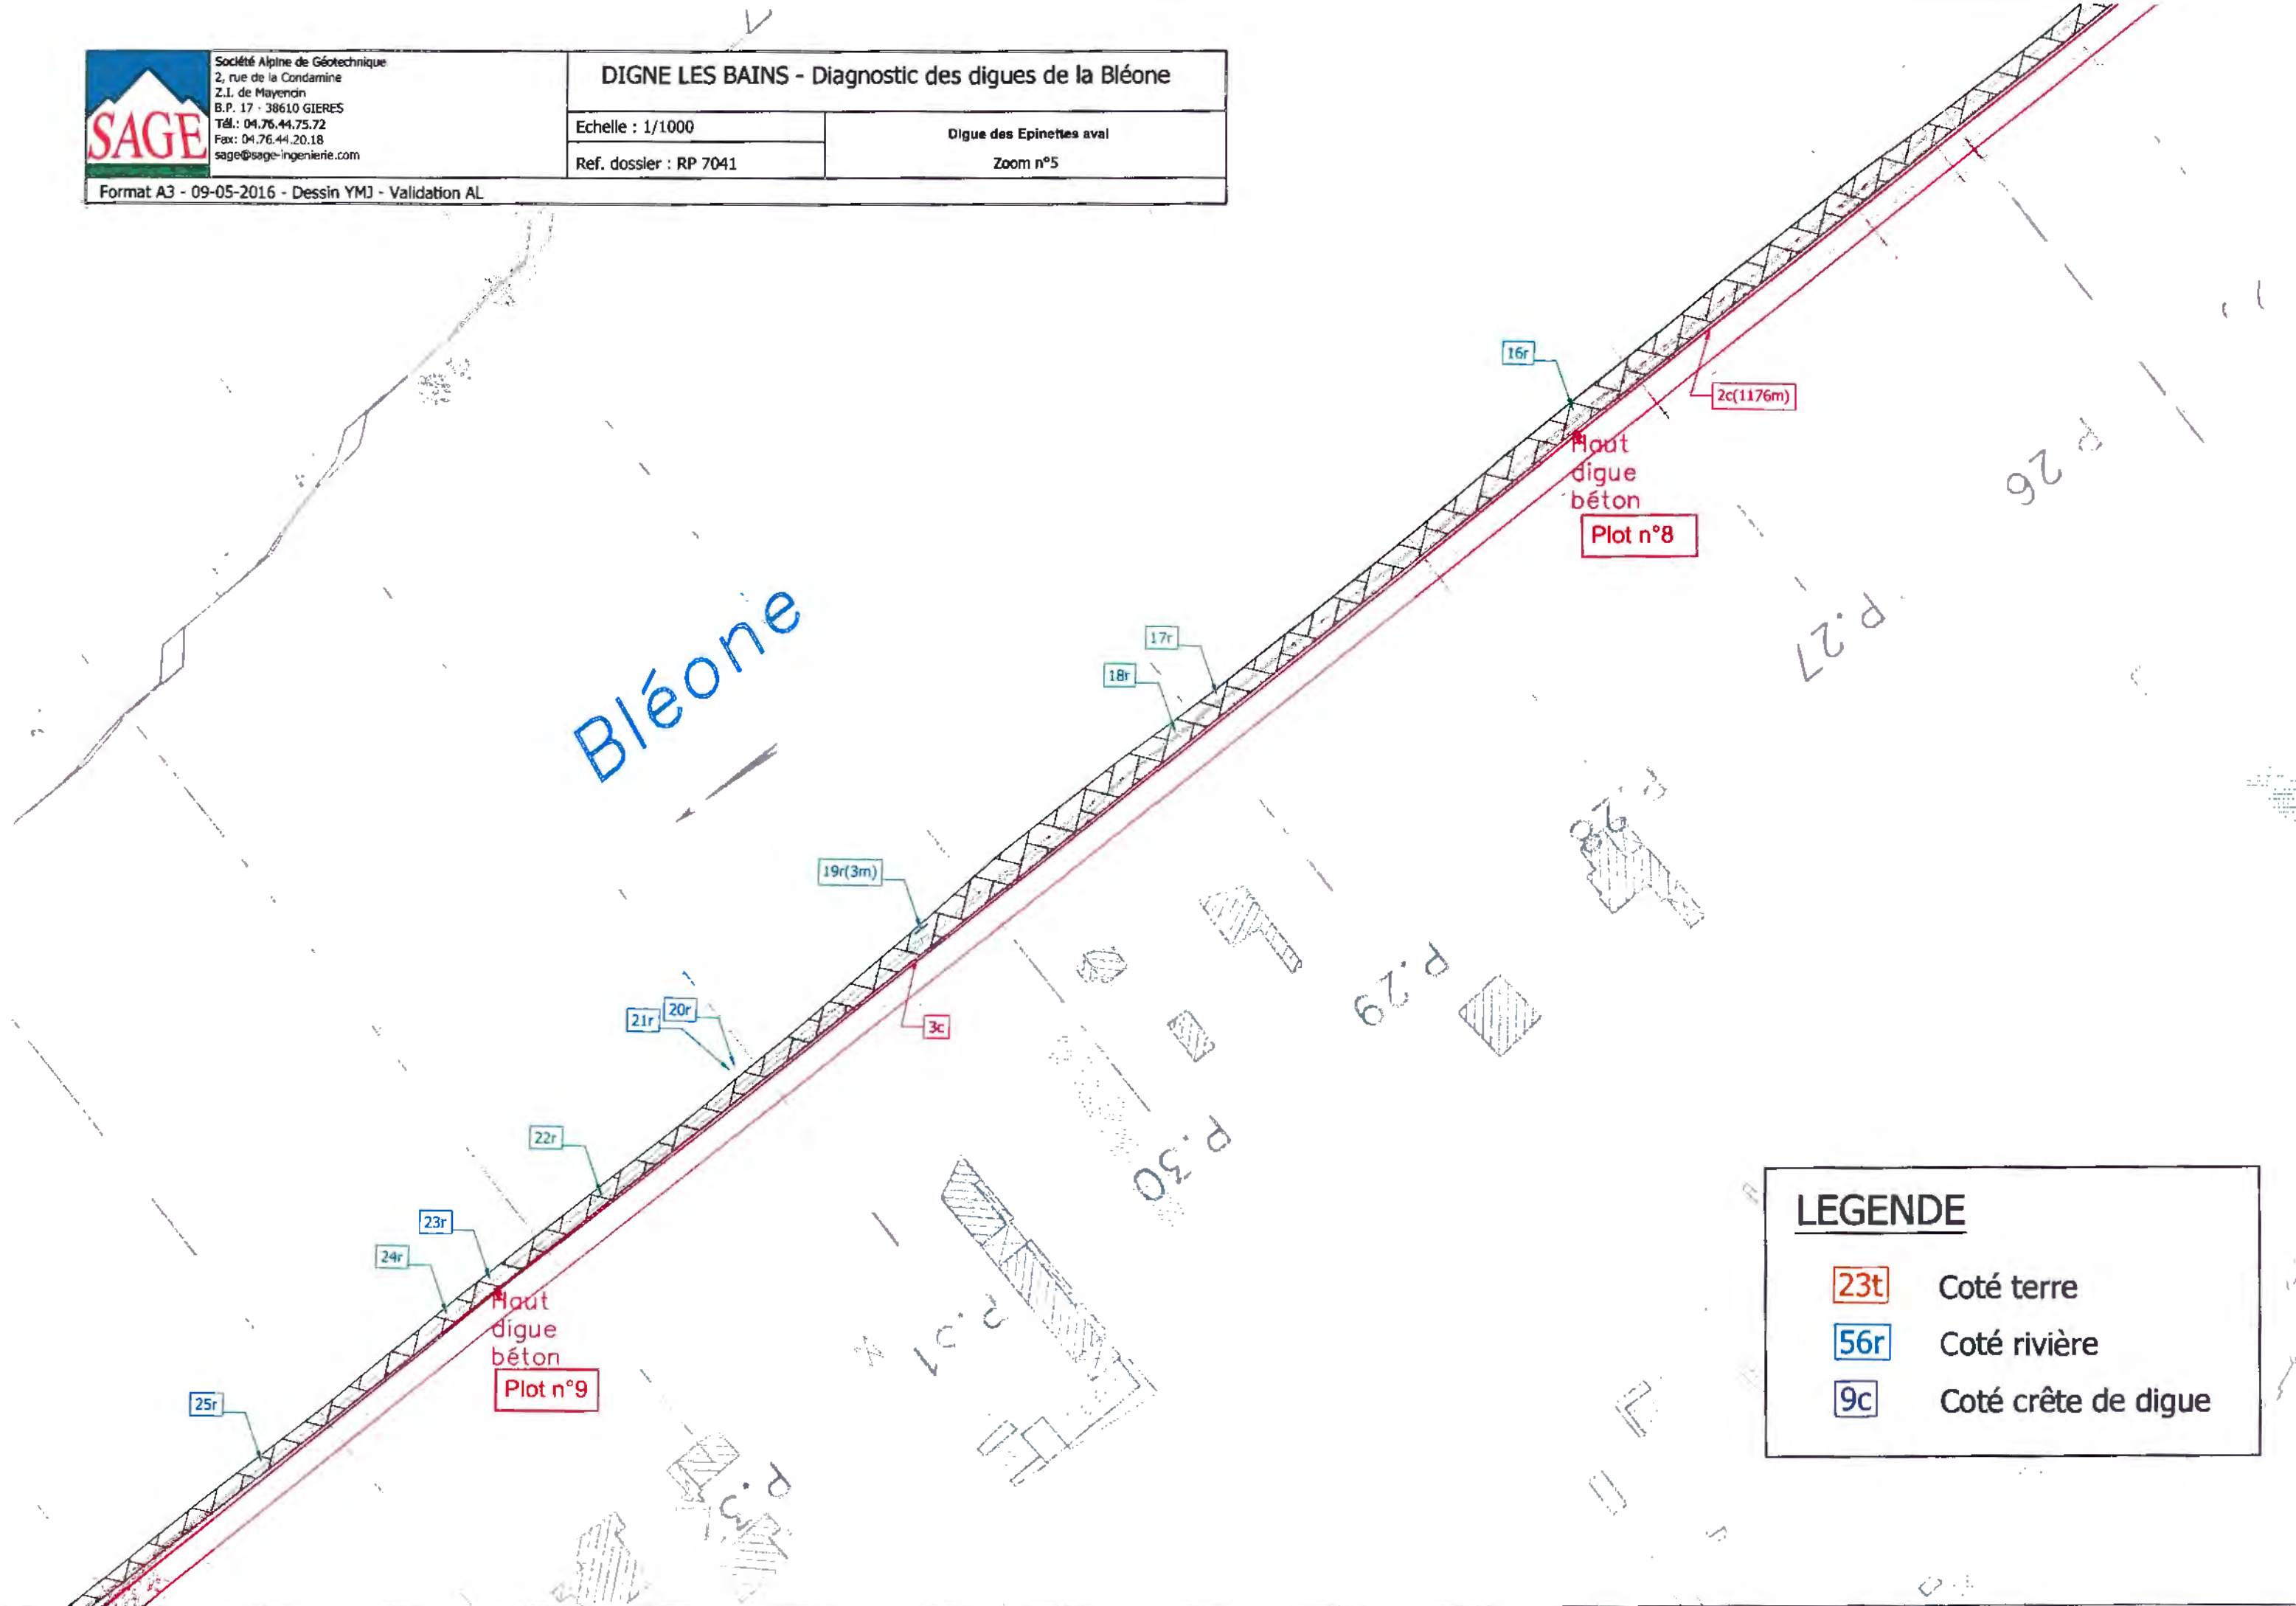 SAGE
Société Alpine de Géotechnique
2, rue de la Condamine
Z.I. de Mayencin
B.P. 17 - 38610 GIERES
Tél.: 04.76.44.75.72
Fax: 04.76.44.20.18
sage@sage-ingenierie.com
DIGNE LES BAINS - Diagnostic des digues de la Bléone
Echelle : 1/1000
Ref. dossier : RP 7041
Digue des Epinettes aval
Zoom n°5
Format A3 - 09-05-2016 - Dessin YMJ - Validation AL
16r
2c(1176m)
Haut
digue
béton
Plot n°8
P 26
P.27
Bléone
17r
18r
P.28
19r(3m)
P.29
3c
20r
21r
P.30
22r
23r
24r
Haut
digue
béton
Plot n°9
P.31
25r
LEGENDE
23t Coté terre
56r Coté rivière
9c Coté crête de digue